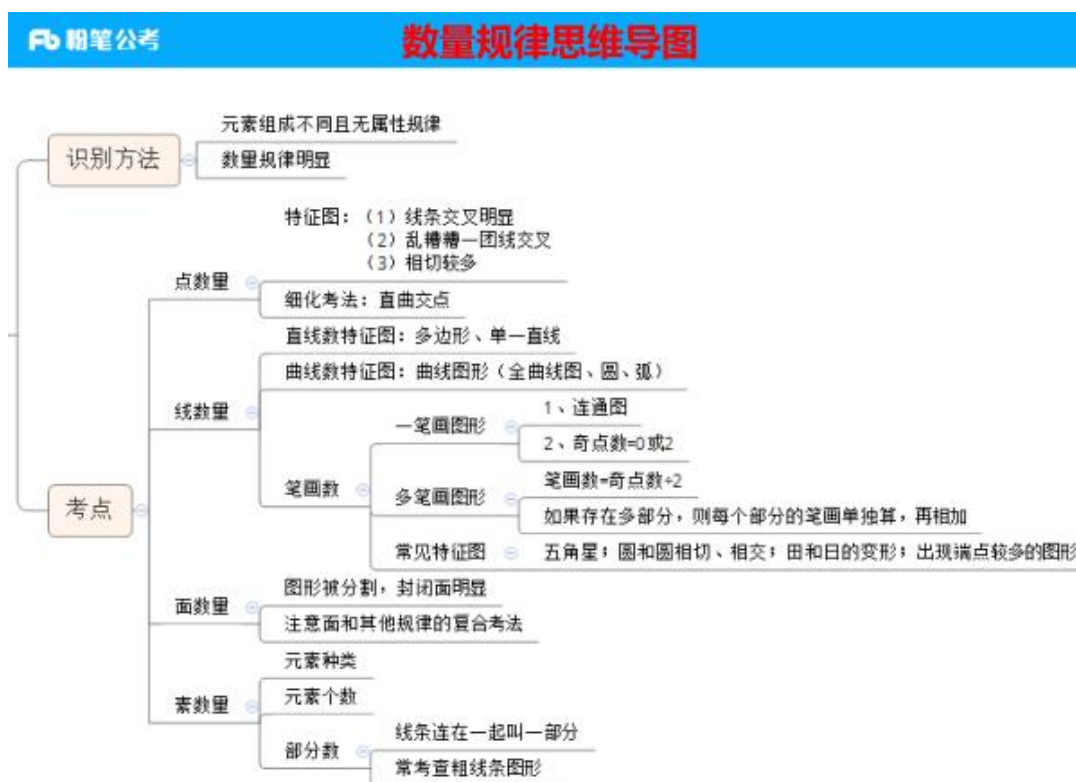 粉笔公考
数量规律思维导图
元素组成不同且无属性规律
识别方法
数量规律明显
特征图：（1）线条交叉明显
（2）乱糟糟一团线交叉
（3）相切较多
点数量
细化考法：直曲交点
直线数特征图：多边形、单一直线
曲线数特征图：曲线图形（全曲线图、圆、弧）
线数量
一笔画图形
1、连通图
2、奇点数=0或2
笔画数
多笔画图形
笔画数=奇点数÷2
如果存在多部分，则每个部分的笔画单独算，再相加
考点
常见特征图
五角星；圆和圆相切、相交；田和日的变形；出现端点较多的图形
图形被分割，封闭面明显
面数量
注意面和其他规律的复合考法
元素种类
元素个数
素数量
部分数
线条连在一起叫一部分
常考查粗线条图形